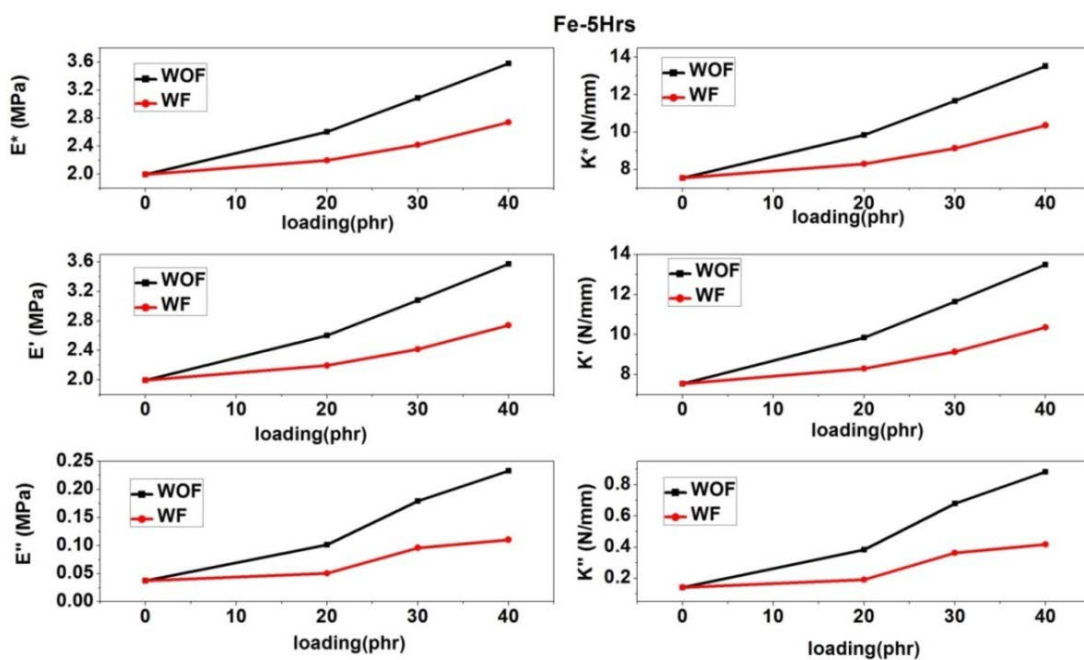 Fe-5Hrs
E* (MPa)
3.6
3.2
2.8
2.4
2.0
WOF
WF
0 10 20 30 40
loading(phr)
K* (N/mm)
14
12
10
8
WOF
WF
0 10 20 30 40
loading(phr)
E' (MPa)
3.6
3.2
2.8
2.4
2.0
WOF
WF
0 10 20 30 40
loading(phr)
K' (N/mm)
14
12
10
8
WOF
WF
0 10 20 30 40
loading(phr)
E" (MPa)
0.25
0.20
0.15
0.10
0.05
0.00
WOF
WF
0 10 20 30 40
loading(phr)
K" (N/mm)
0.8
0.6
0.4
0.2
WOF
WF
0 10 20 30 40
loading(phr)